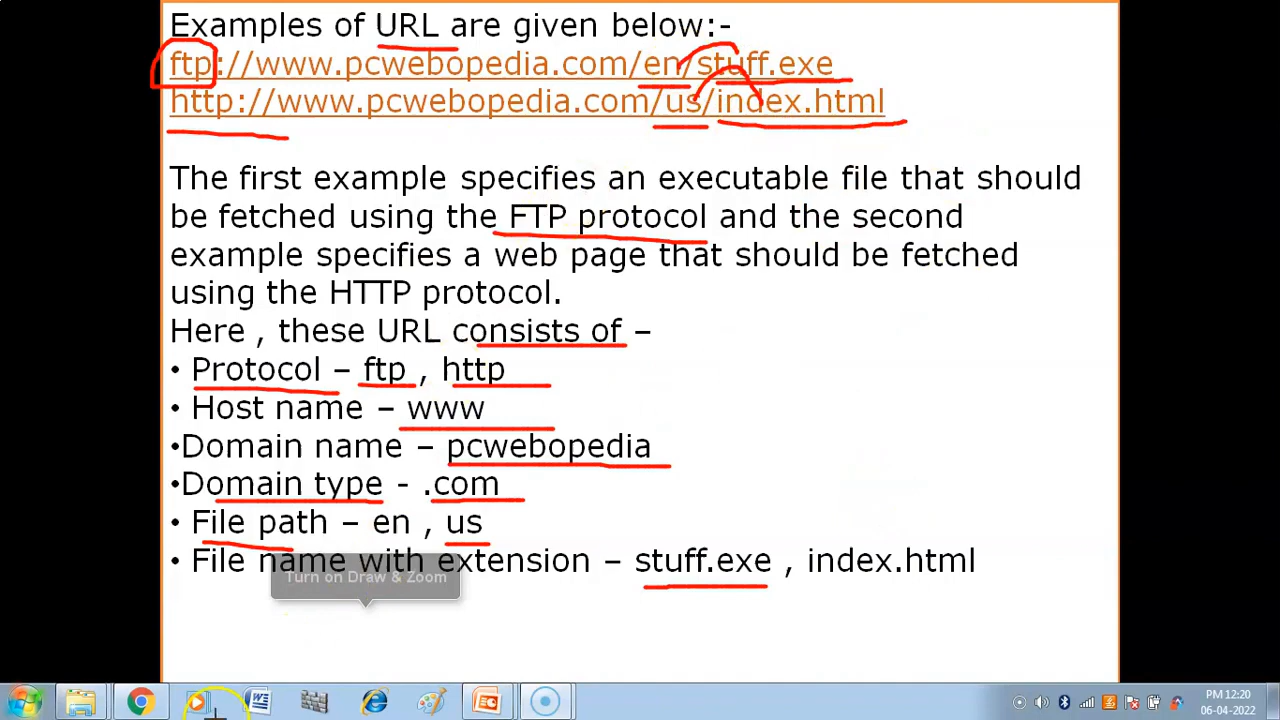 Examples of URL are given below:-
ftp://www.pcwebopedia.com/en/stuff.exe
http://www.pcwebopedia.com/us/index.html
The first example specifies an executable file that should
be fetched using the FTP protocol and the second
example specifies a web page that should be fetched
using the HTTP protocol.
Here , these URL consists of –
• Protocol – ftp , http
• Host name – www
•Domain name – pcwebopedia
•Domain type - .com
• File path – en , us
• File name with extension – stuff.exe , index.html
Turn on Draw & Zoom
PM 12:20
06-04-2022